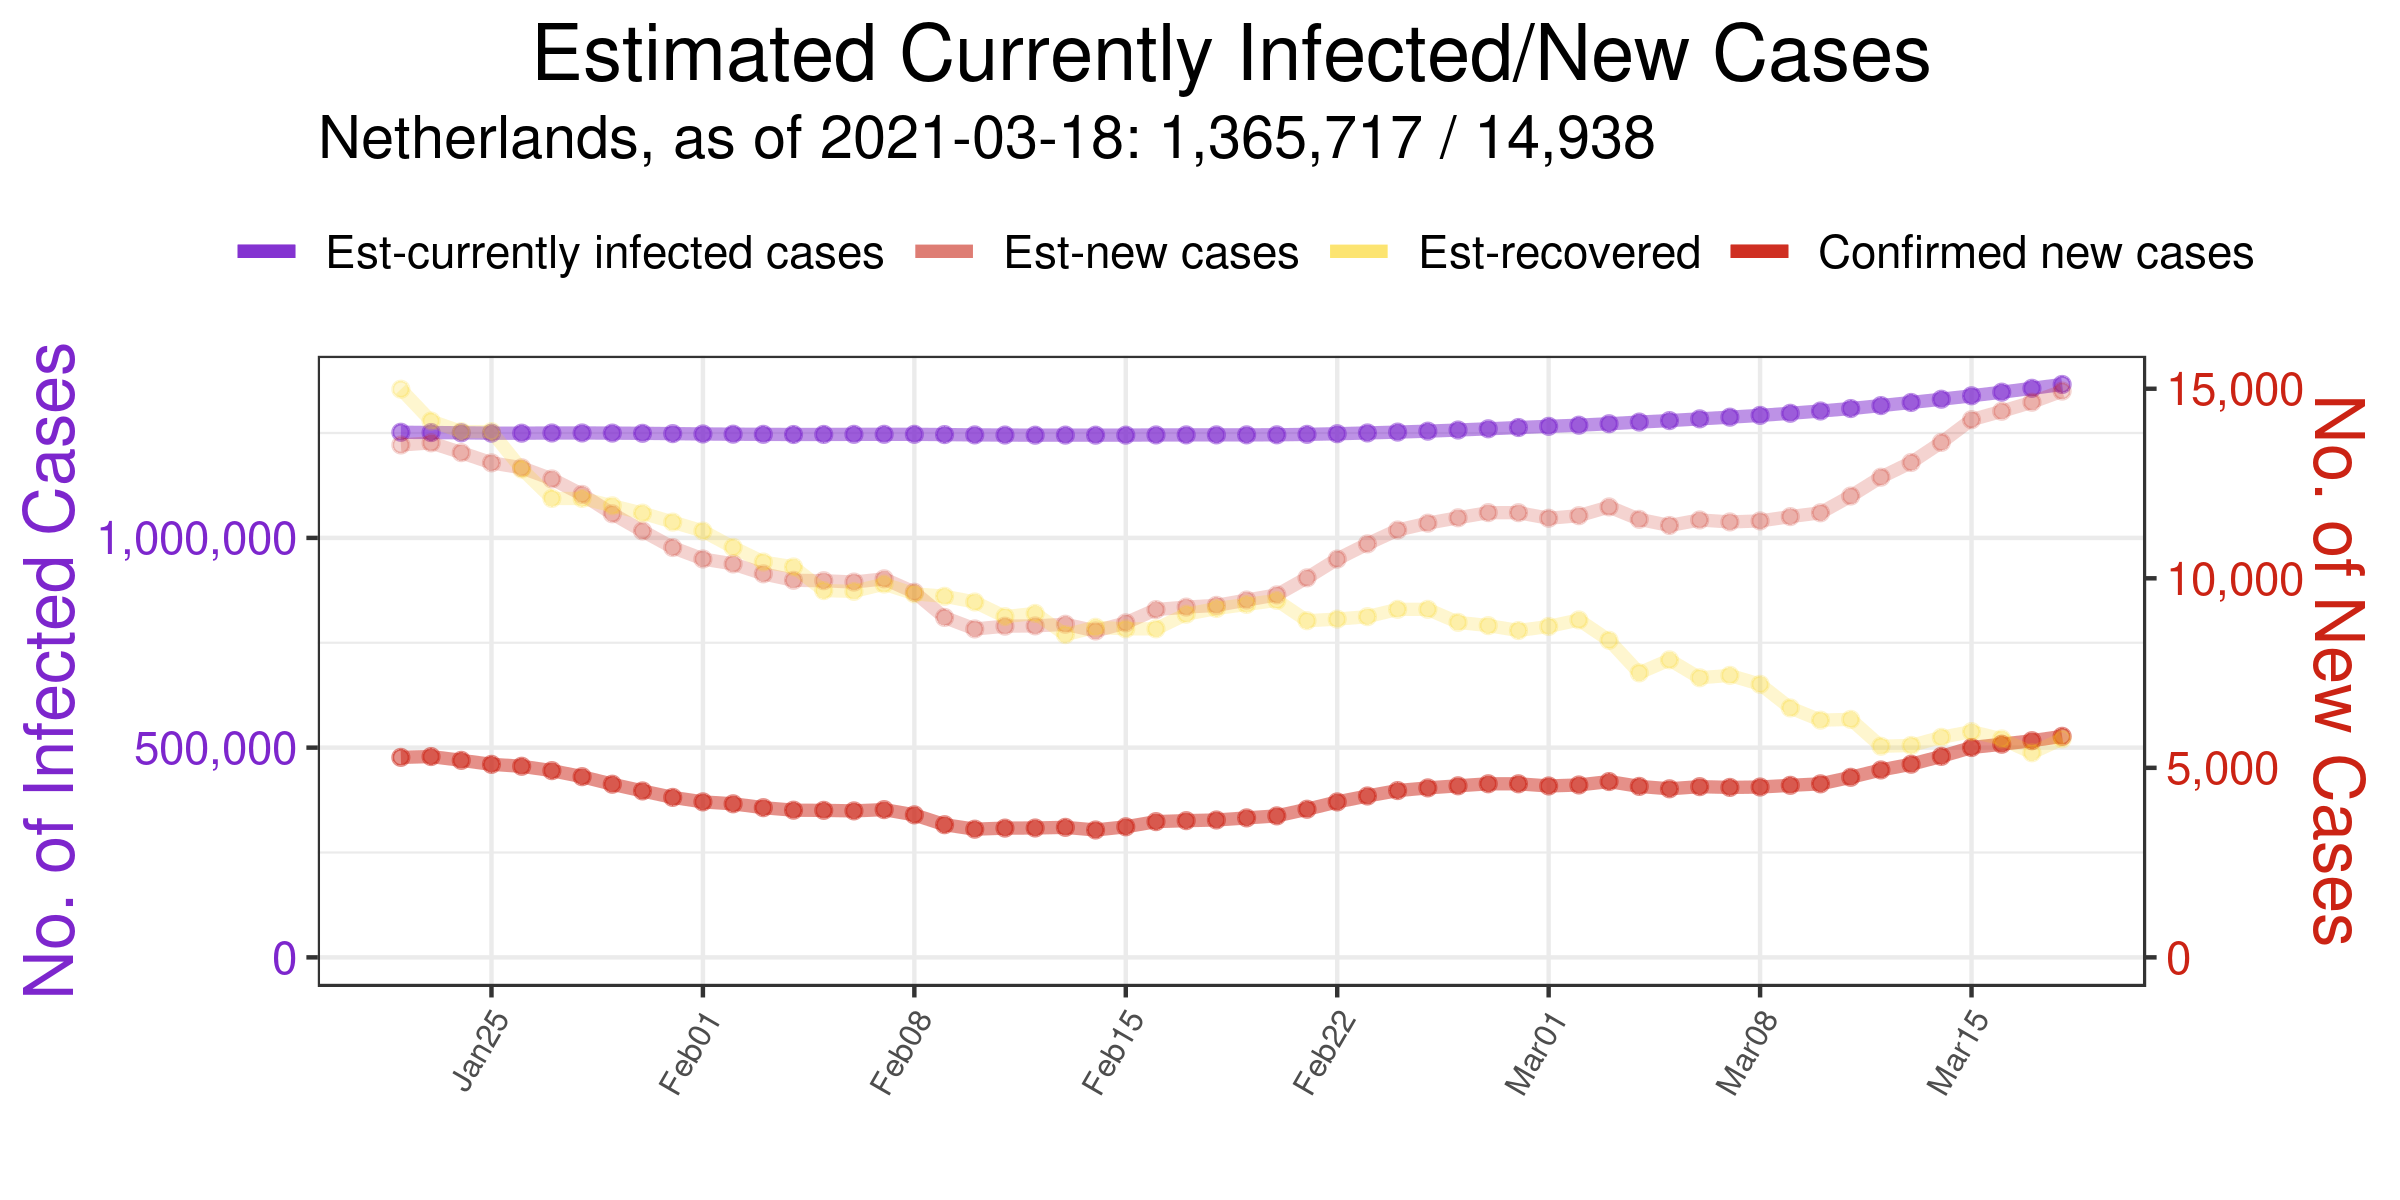 Estimated Currently Infected/New Cases
Netherlands, as of 2021-03-18: 1,365,717 / 14,938
Est-currently infected cases Est-new cases Est-recovered Confirmed new cases
No. of Infected Cases
1,000,000
500,000
0
15,000
10,000
5,000
0
No. of New Cases
Jan25 Feb01 Feb08 Feb15 Feb22 Mar01 Mar08 Mar15